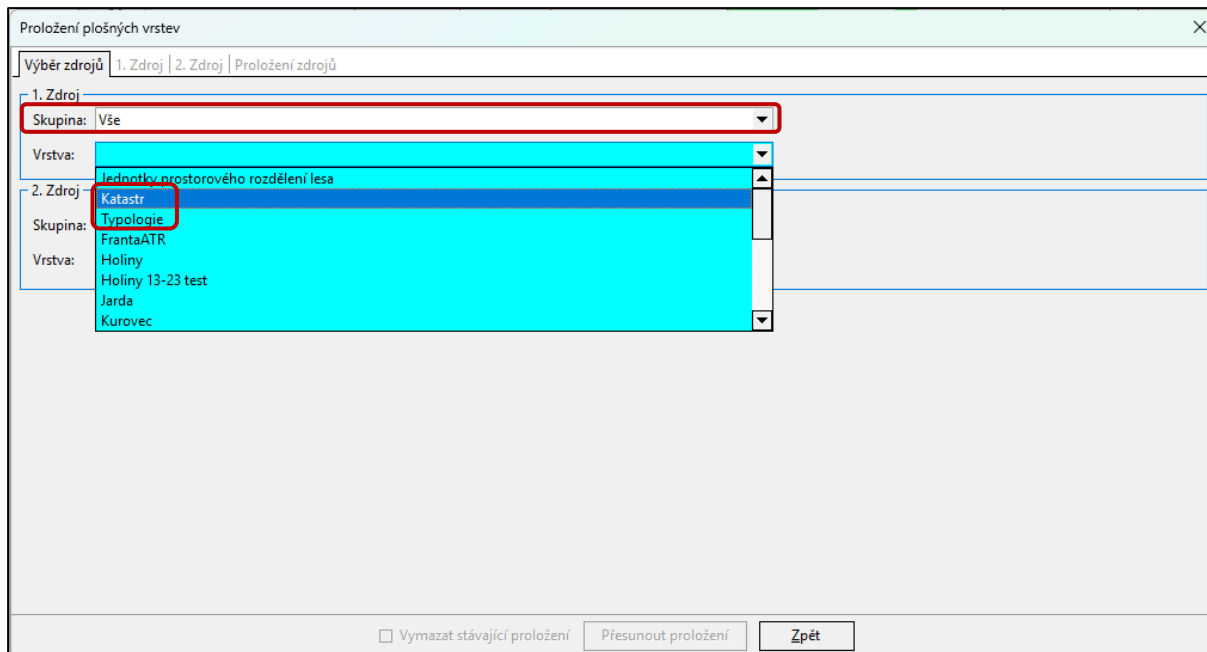 Proložení plošných vrstev
Výběr zdrojů 1. Zdroj 2. Zdroj Proložení zdrojů
1. Zdroj
Skupina: Vše
Vrstva:
Jednotky prostorového rozdělení lesa
2. Zdroj
Katastr
Typologie
Skupina:
FrantaATR
Vrstva:
Holiny
Holiny 13-23 test
Jarda
Kurovec
Vymazat stávající proložení Přesunout proložení Zpět